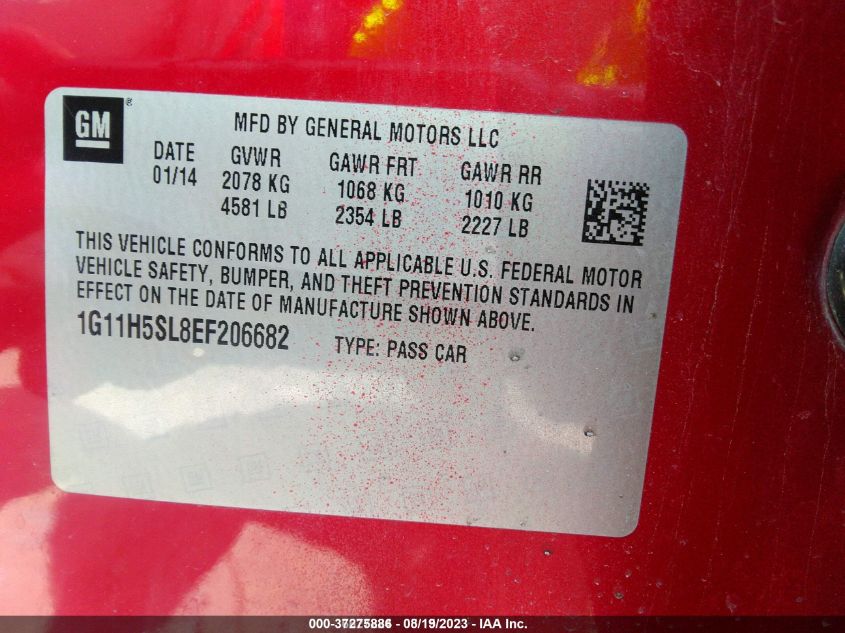 GM ®
MFD BY GENERAL MOTORS LLC
DATE GVWR GAWR FRT GAWR RR
01/14 2078 KG 1068 KG 1010 KG
4581 LB 2354 LB 2227 LB
THIS VEHICLE CONFORMS TO ALL APPLICABLE U.S. FEDERAL MOTOR
VEHICLE SAFETY, BUMPER, AND THEFT PREVENTION STANDARDS IN
EFFECT ON THE DATE OF MANUFACTURE SHOWN ABOVE.
1G11H5SL8EF206682 TYPE: PASS CAR
000-37275886 - 08/19/2023 - IAA Inc.